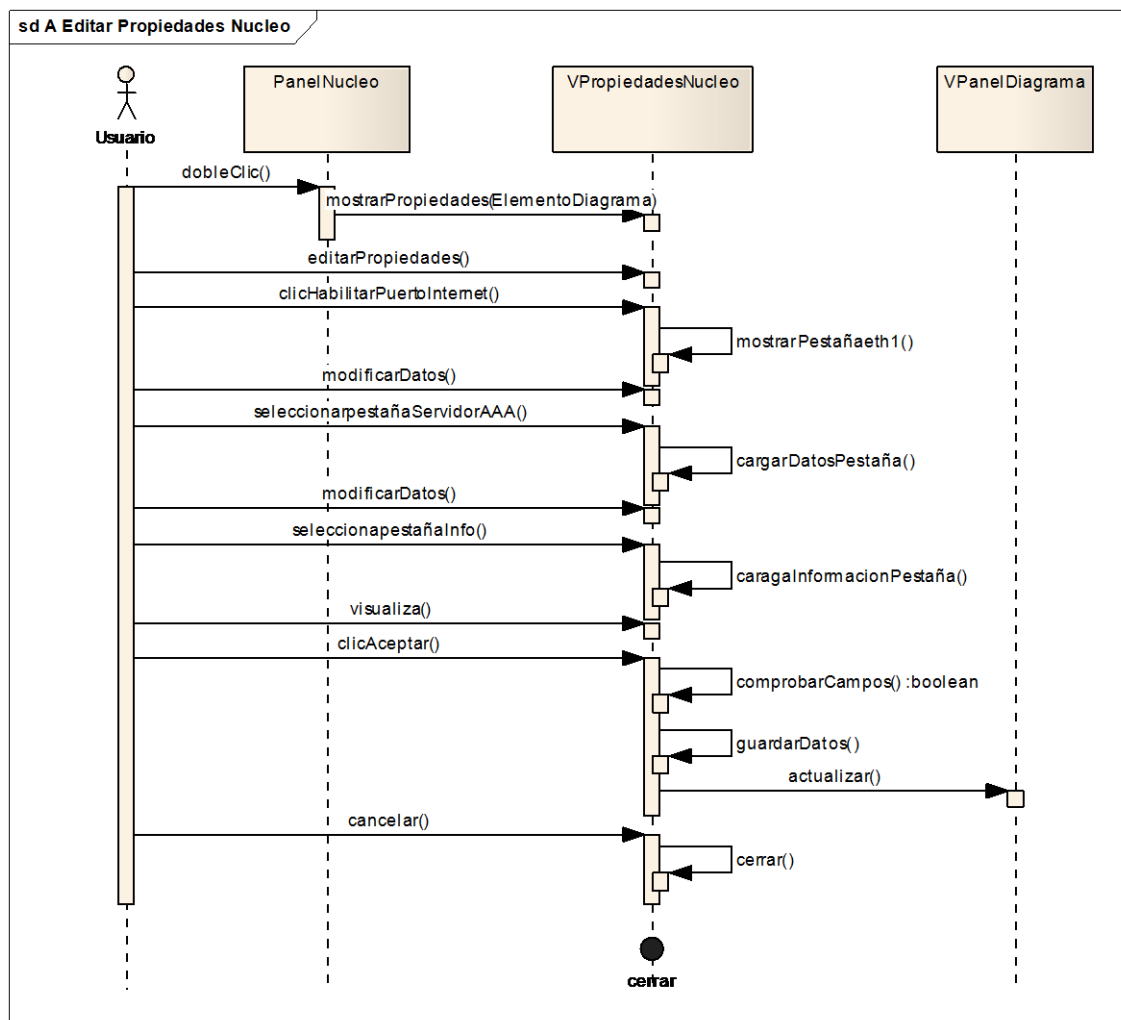 sd A Editar Propiedades Nucleo
Usuario
PanelNucleo
VPropiedadesNucleo
VPanelDiagrama
dobleClic()
mostrarPropiedades(ElementoDiagrama)
editarPropiedades()
clicHabilitarPuertoInternet()
mostrarPestañaeth1()
modificarDatos()
seleccionarpestañaServidorAAA()
cargarDatosPestaña()
modificarDatos()
seleccionapestañaInfo()
caragaInformacionPestaña()
visualiza()
clicAceptar()
comprobarCampos() :boolean
guardarDatos()
actualizar()
cancelar()
cerrar()
cerrar